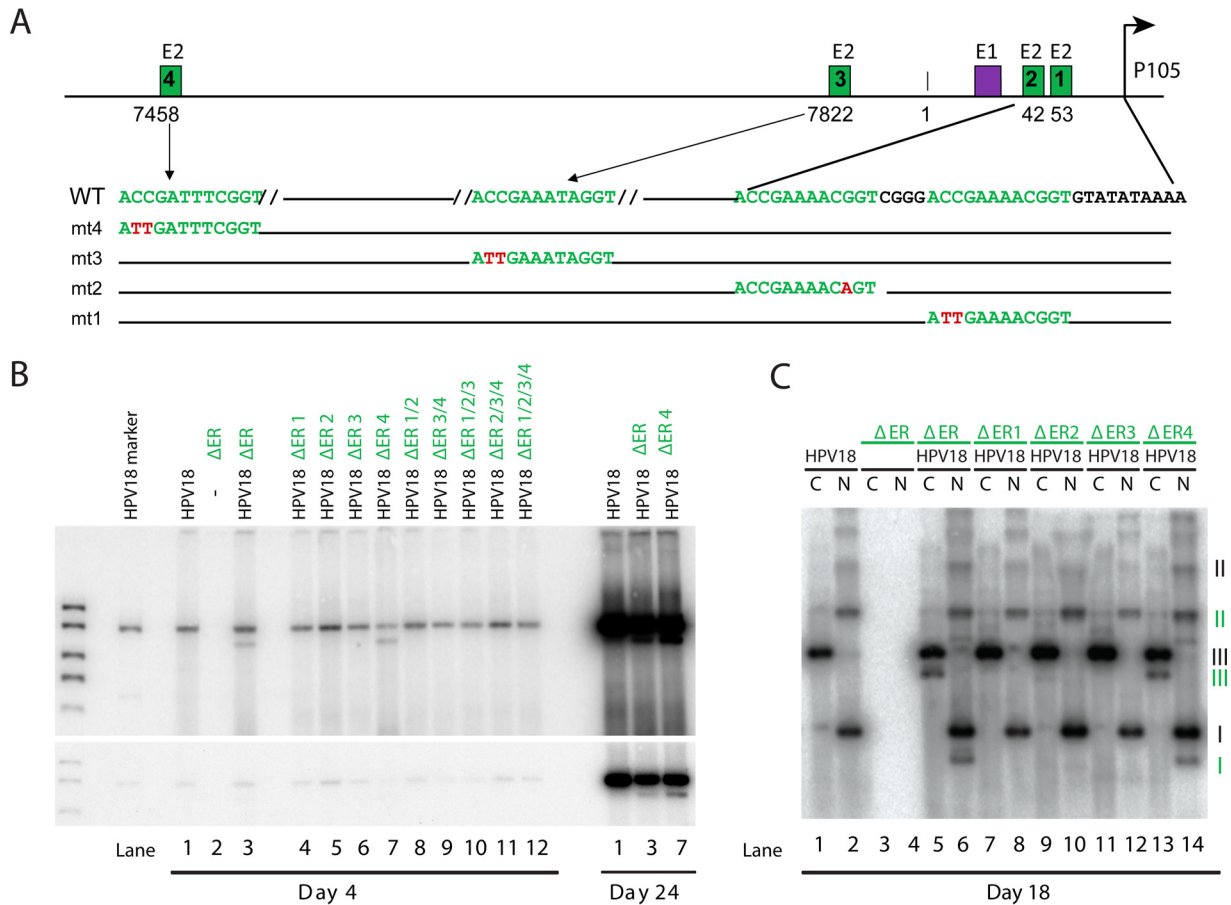 A
E2 E2 E1 E2 E2
4 3 2 1 P105
7458 7822 1 42 53
WT ACCGATTTCGGT// //ACCGAAATAGGT// ACCGAAAACGGTCGGGACCGAAAACGGTGTATATAAAA
mt4 ATTGATTTCGGT
mt3 ATTGAAATAGGT
mt2 ACCGAAAACAGT
mt1 ATTGAAAACGGT
B
HPV18 marker
HPV18
- ΔER
HPV18 ΔER
HPV18 ΔER 1
HPV18 ΔER 2
HPV18 ΔER 3
HPV18 ΔER 4
HPV18 ΔER 1/2
HPV18 ΔER 3/4
HPV18 ΔER 1/2/3
HPV18 ΔER 2/3/4
HPV18 ΔER 1/2/3/4
HPV18
HPV18 ΔER
HPV18 ΔER 4
Lane 1 2 3 4 5 6 7 8 9 10 11 12 1 3 7
Day 4 Day 24
C
ΔER ΔER ΔER1 ΔER2 ΔER3 ΔER4
HPV18 HPV18 HPV18 HPV18 HPV18 HPV18
C N C N C N C N C N C N C N
II
II
III
III
I
I
Lane 1 2 3 4 5 6 7 8 9 10 11 12 13 14
Day 18